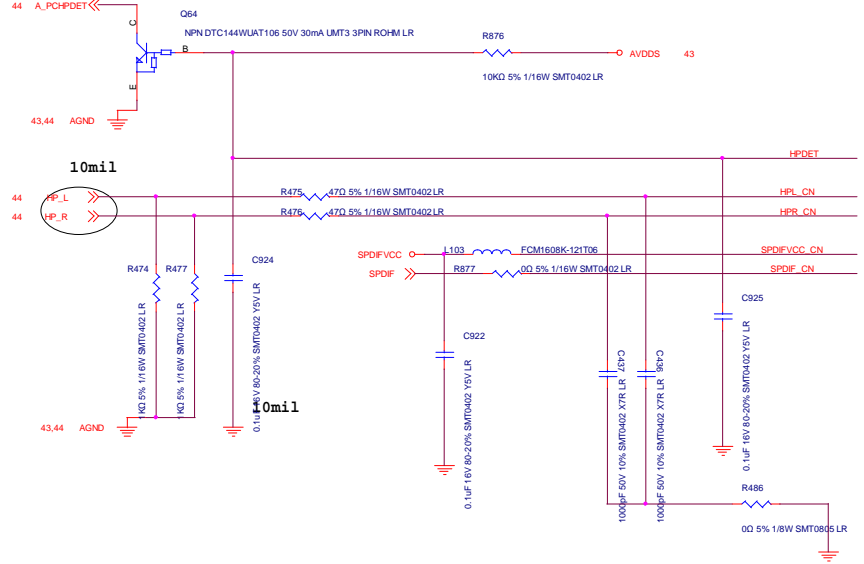 44 A_PCHPDET
C
Q64
NPN DTC144WUAT106 50V 30mA UMT3 3PIN ROHM LR
B
E
R876
10KΩ 5% 1/16W SMT0402 LR
AVDDS 43
43,44 AGND
10mil
HPDET
44 HP_L
R475 47Ω 5% 1/16W SMT0402 LR
HPL_CN
44 HP_R
R476 47Ω 5% 1/16W SMT0402 LR
HPR_CN
SPDIFVCC
L103 FCM1608K-121T06
SPDIFVCC_CN
SPDIF
R877 0Ω 5% 1/16W SMT0402 LR
SPDIF_CN
R474
1KΩ 5% 1/16W SMT0402 LR
R477
1KΩ 5% 1/16W SMT0402 LR
C924
0.1uF 16V 80-20% SMT0402 Y5V LR
10mil
43,44 AGND
C922
0.1uF 16V 80-20% SMT0402 Y5V LR
C437
1000pF 50V 10% SMT0402 X7R LR
C436
1000pF 50V 10% SMT0402 X7R LR
C925
0.1uF 16V 80-20% SMT0402 Y5V LR
R486
0Ω 5% 1/8W SMT0805 LR